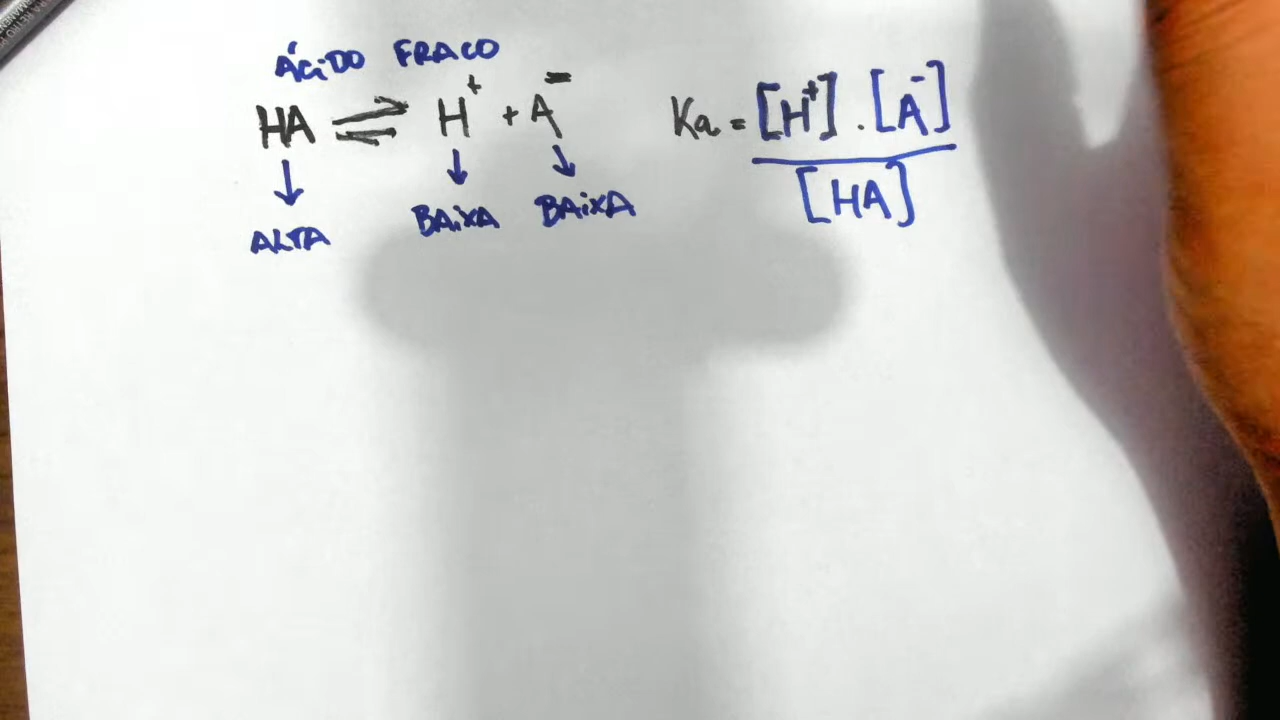 ÁCiDO FRACO
HA ⇌ H⁺ + A⁻
Ka = [H⁺] . [A⁻]
[HA]
↓ ↓ ↓
ALTA BAiXA BAiXA